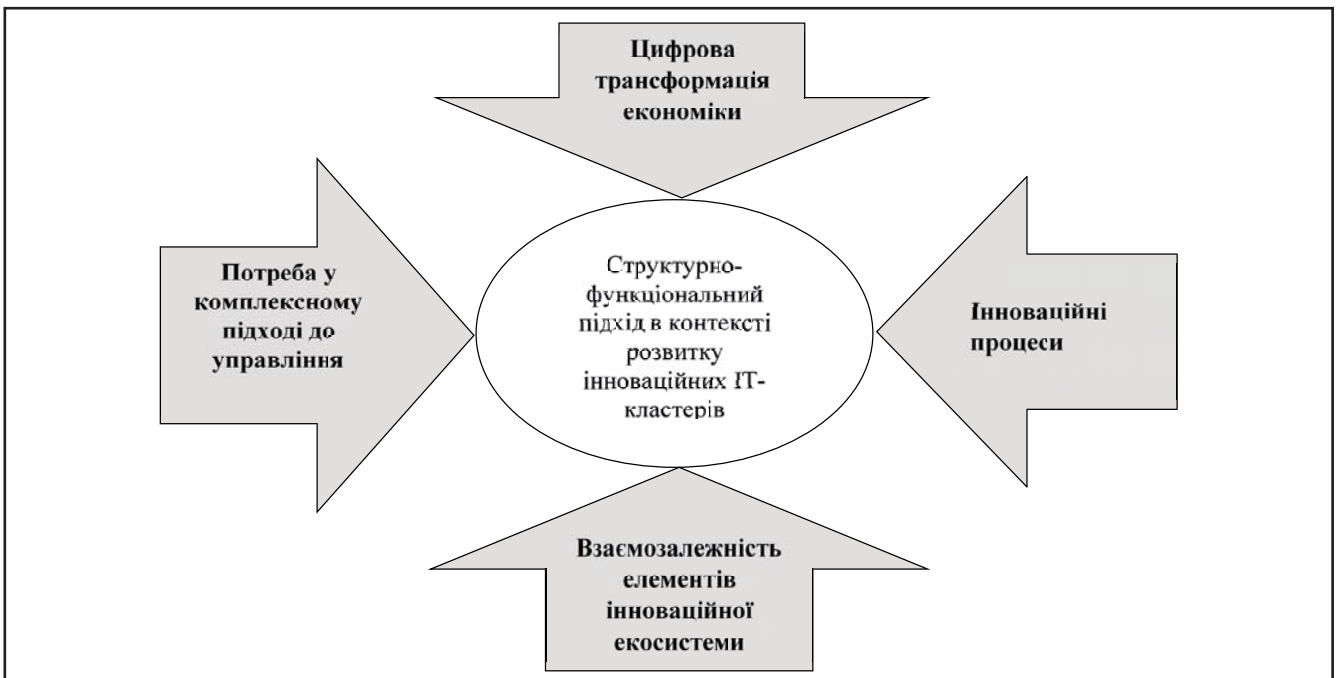 Цифрова
трансформація
економіки
Потреба у
комплексному
підході до
управління
Структурно-
функціональний
підхід в контексті
розвитку
інноваційних ІТ-
кластерів
Інноваційні
процеси
Взаємозалежність
елементів
інноваційної
екосистеми